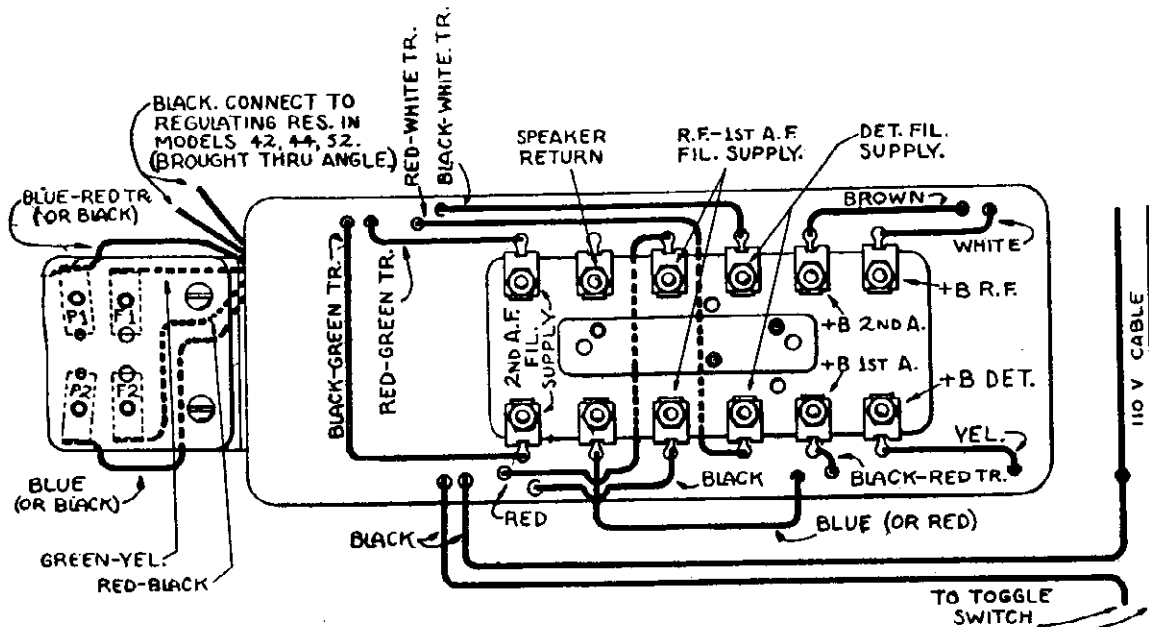 RED-WHITE TR.
BLACK-WHITE TR.
BLACK. CONNECT TO
REGULATING RES. IN
MODELS 42, 44, 52.
(BROUGHT THRU ANGLE)
SPEAKER
RETURN
R.F.-1ST A.F.
FIL. SUPPLY.
DET. FIL.
SUPPLY.
BLUE-RED TR.
(OR BLACK)
BROWN
WHITE
P1
F1
P2
F2
BLACK-GREEN TR.
RED-GREEN TR.
2ND A.F.
FIL.
SUPPLY
+B R.F.
+B 2ND A.
+B 1ST A.
+B DET.
110 V CABLE
YEL.
BLACK
BLACK-RED TR.
BLUE
(OR BLACK)
RED
BLUE (OR RED)
BLACK
GREEN-YEL.
RED-BLACK
TO TOGGLE
SWITCH